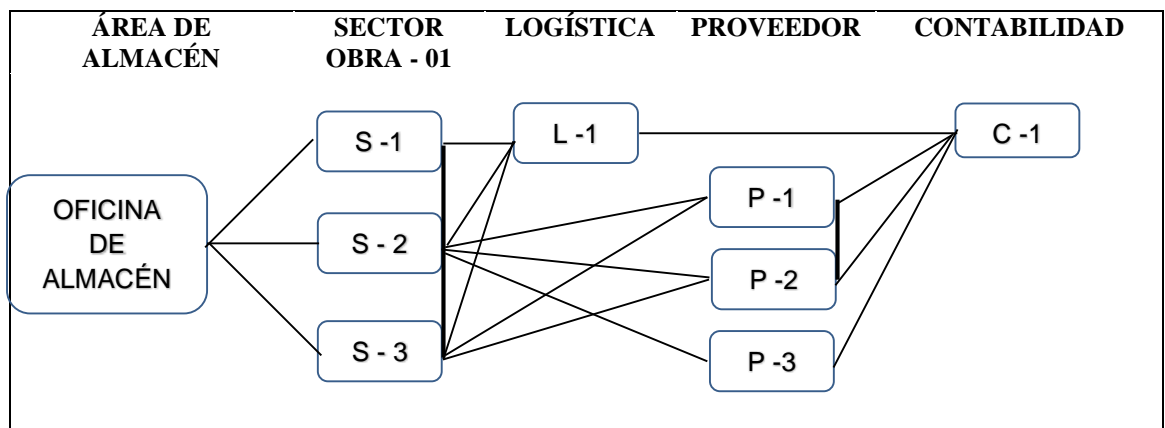 ÁREA DE
ALMACÉN
SECTOR
OBRA - 01
LOGÍSTICA
PROVEEDOR
CONTABILIDAD
OFICINA
DE
ALMACÉN
S -1
S - 2
S - 3
L -1
P -1
P -2
P -3
C -1